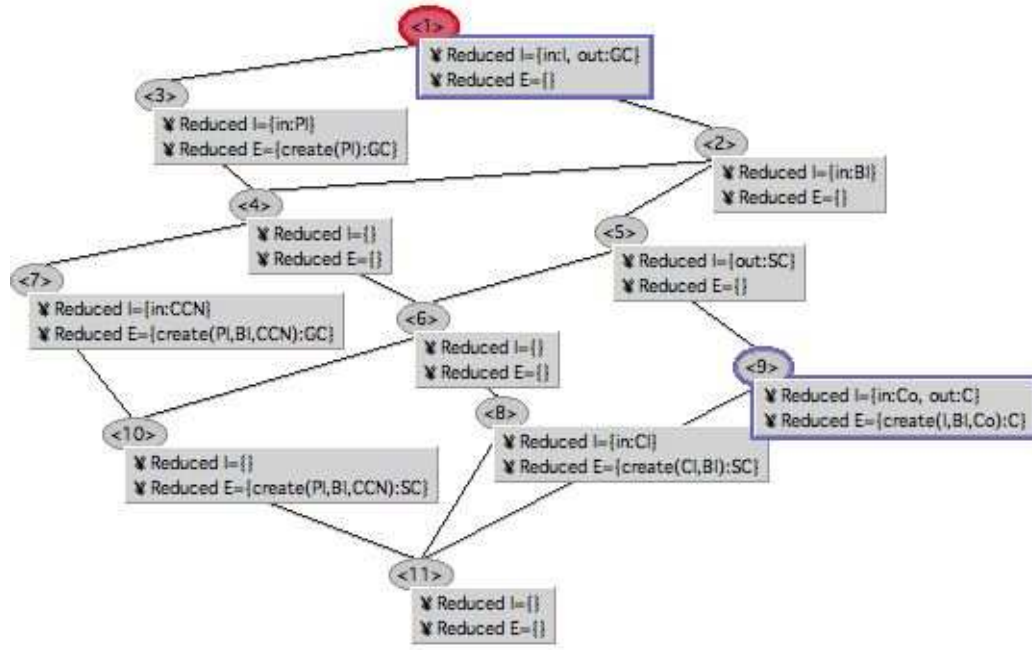 <1>
¥ Reduced I={in:I, out:GC}
¥ Reduced E={}
<3>
¥ Reduced I={in:PI}
¥ Reduced E={create(PI):GC}
<2>
¥ Reduced I={in:BI}
¥ Reduced E={}
<4>
¥ Reduced I={}
¥ Reduced E={}
<5>
¥ Reduced I={out:SC}
¥ Reduced E={}
<7>
¥ Reduced I={in:CCN}
¥ Reduced E={create(PI,BI,CCN):GC}
<6>
¥ Reduced I={}
¥ Reduced E={}
<9>
¥ Reduced I={in:Co, out:C}
¥ Reduced E={create(I,BI,Co):C}
<8>
¥ Reduced I={in:CI}
¥ Reduced E={create(CI,BI):SC}
<10>
¥ Reduced I={}
¥ Reduced E={create(PI,BI,CCN):SC}
<11>
¥ Reduced I={}
¥ Reduced E={}